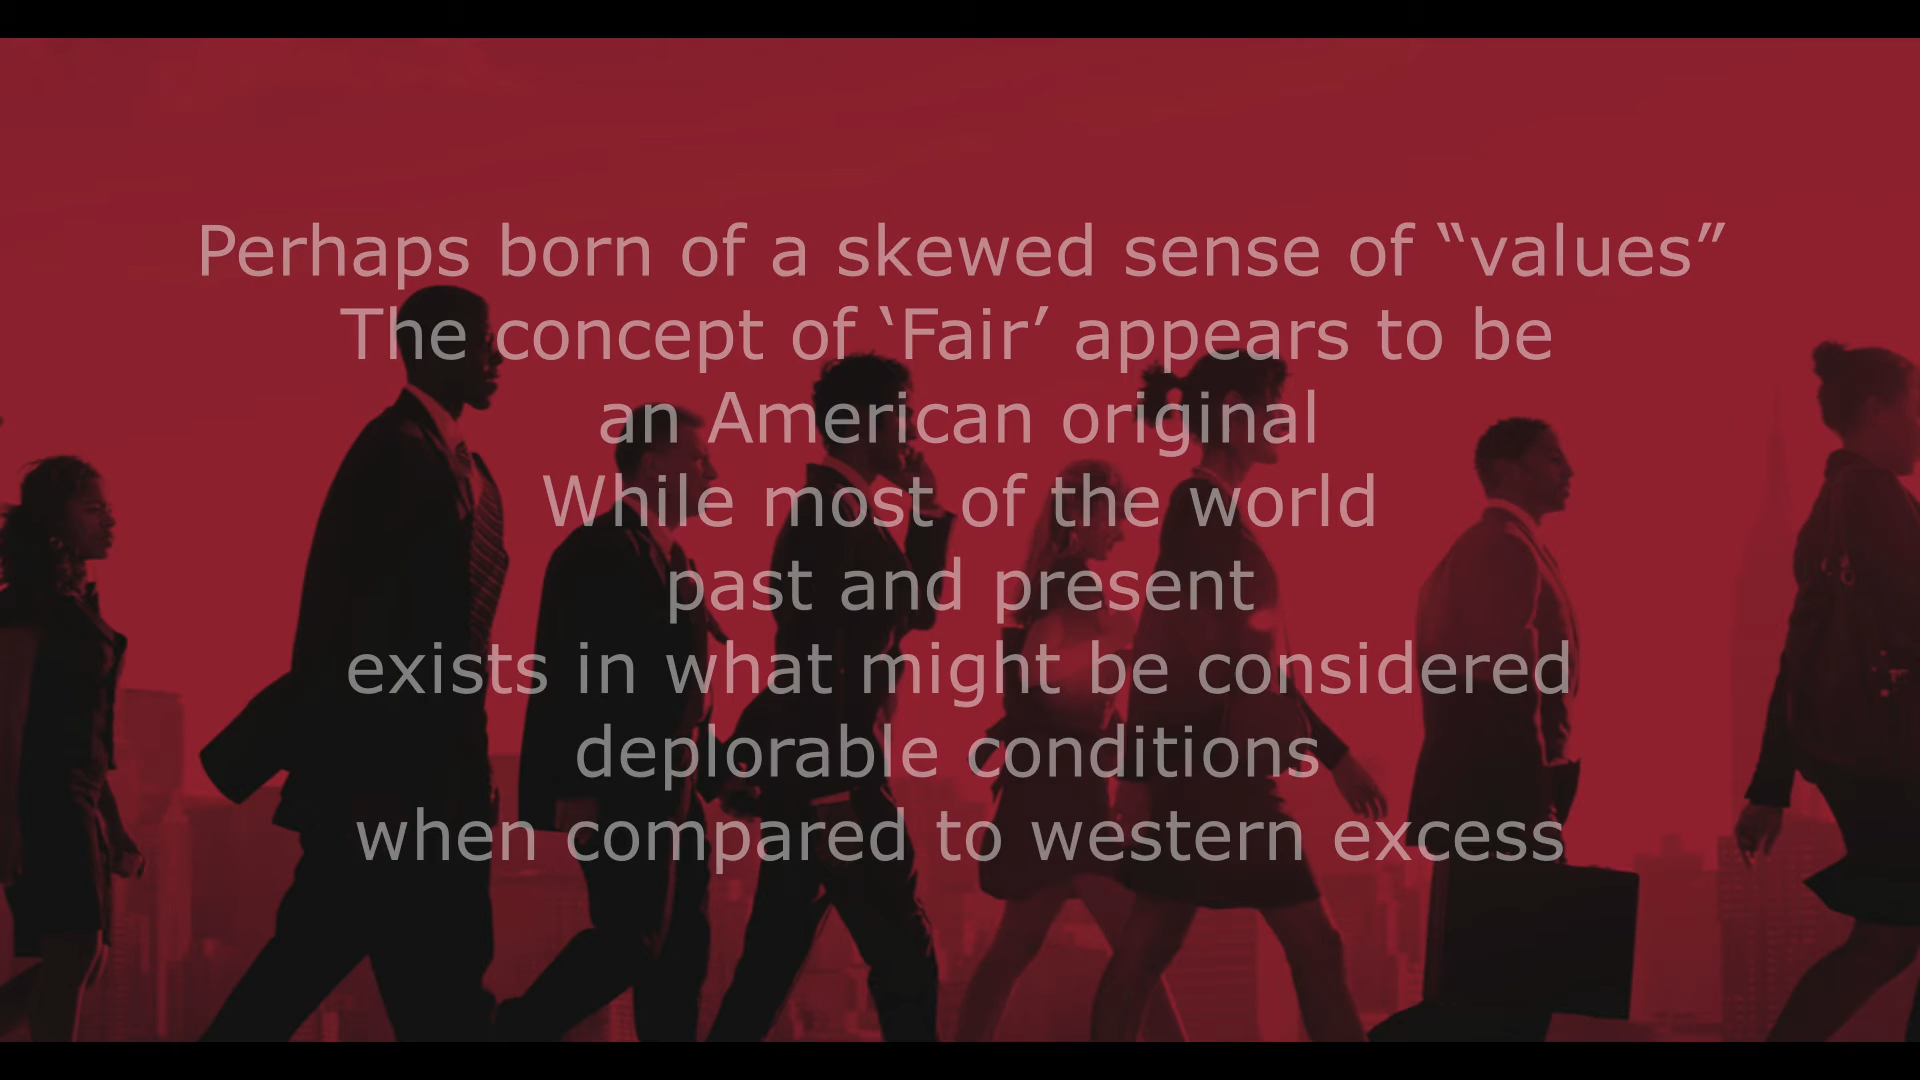 Perhaps born of a skewed sense of “values”
The concept of ‘Fair’ appears to be
an American original
While most of the world
past and present
exists in what might be considered
deplorable conditions
when compared to western excess